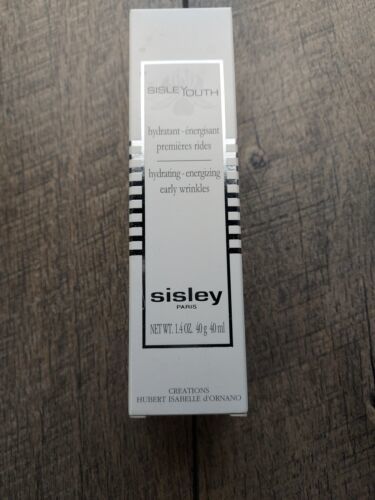 SISLEYYOUTH
hydratant - énergisant
premières rides
hydrating - energizing
early wrinkles
sisley
PARIS
NET WT. 1.4 OZ. 40 g 40 ml
CREATIONS
HUBERT ISABELLE d'ORNANO